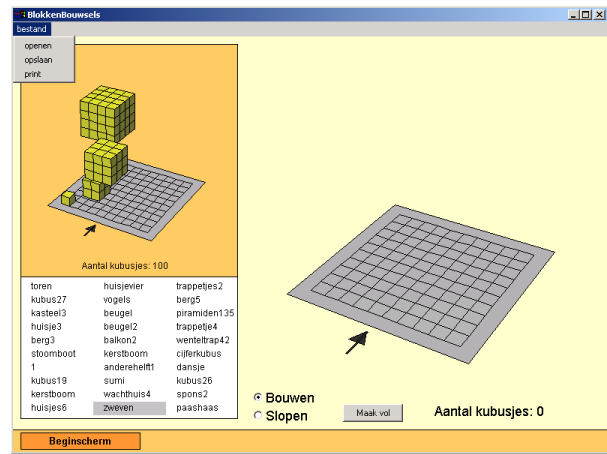 BlokkenBouwsels
bestand
openen
opslaan
print
Aantal kubusjes: 100
toren huisjevier trappetjes2
kubus27 vogels berg5
kasteel3 beugel piramiden135
huisje3 beugel2 trappetje4
berg3 balkon2 wenteltrap42
stoomboot kerstboom cijferkubus
1 anderehelft1 dansje
kubus19 sumi kubus26
kerstboom wachthuis4 spons2
huisjes6 zweven paashaas
Bouwen
Slopen
Maak vol
Aantal kubusjes: 0
Beginscherm